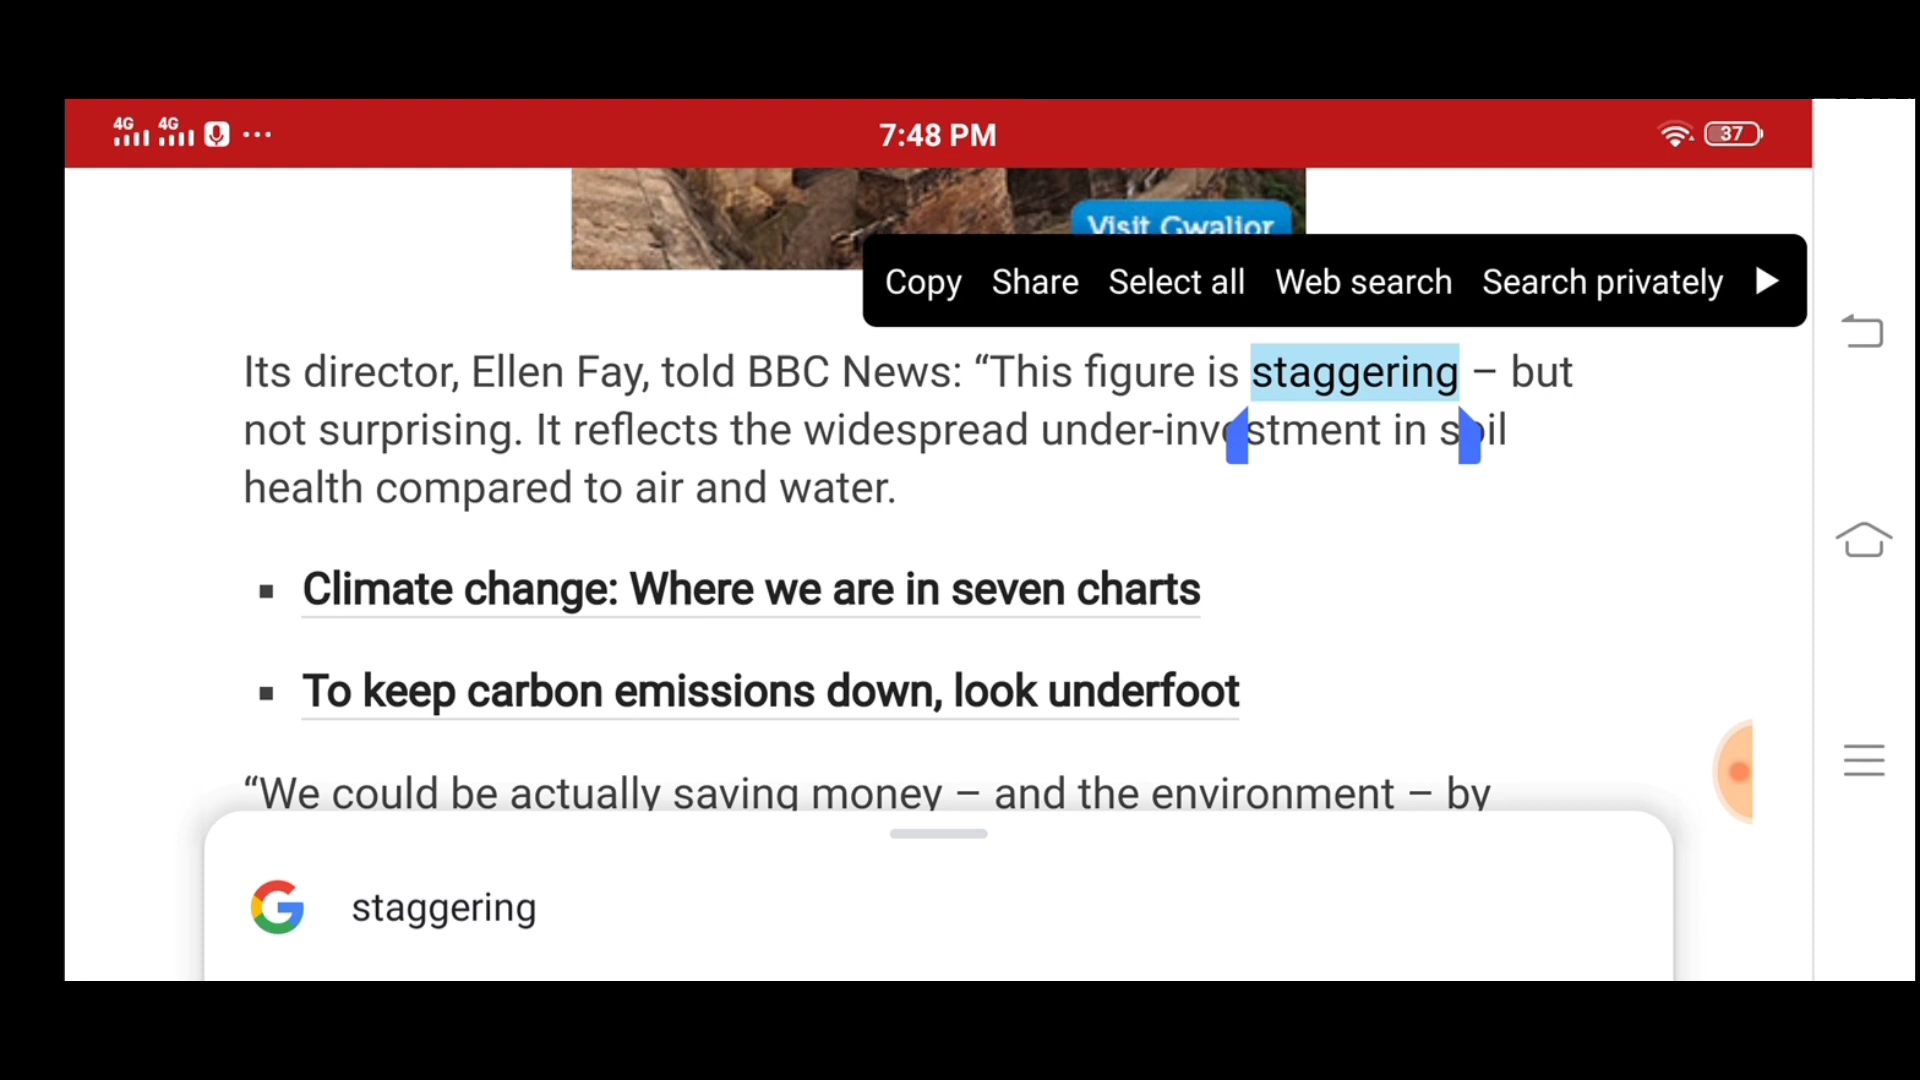 4G 4G ...
7:48 PM
37
Visit Gwalior
Copy Share Select all Web search Search privately
Its director, Ellen Fay, told BBC News: “This figure is staggering – but
not surprising. It reflects the widespread under-investment in soil
health compared to air and water.
▪ Climate change: Where we are in seven charts
▪ To keep carbon emissions down, look underfoot
“We could be actually saving money – and the environment – by
staggering